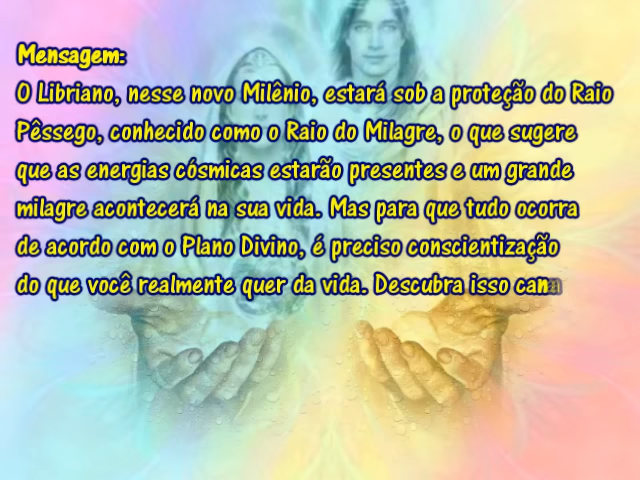 Mensagem:
O Libriano, nesse novo Milênio, estará sob a proteção do Raio
Pêssego, conhecido como o Raio do Milagre, o que sugere
que as energias cósmicas estarão presentes e um grande
milagre acontecerá na sua vida. Mas para que tudo ocorra
de acordo com o Plano Divino, é preciso conscientização
do que você realmente quer da vida. Descubra isso cana